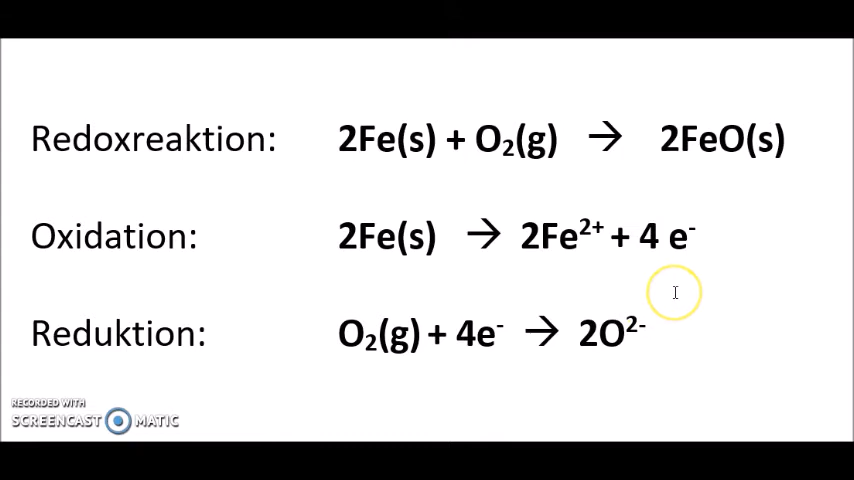 Redoxreaktion: 2Fe(s) + O₂(g) → 2FeO(s)
Oxidation: 2Fe(s) → 2Fe²⁺ + 4 e⁻
Reduktion: O₂(g) + 4e⁻ → 2O²⁻
RECORDED WITH
SCREENCAST MATIC